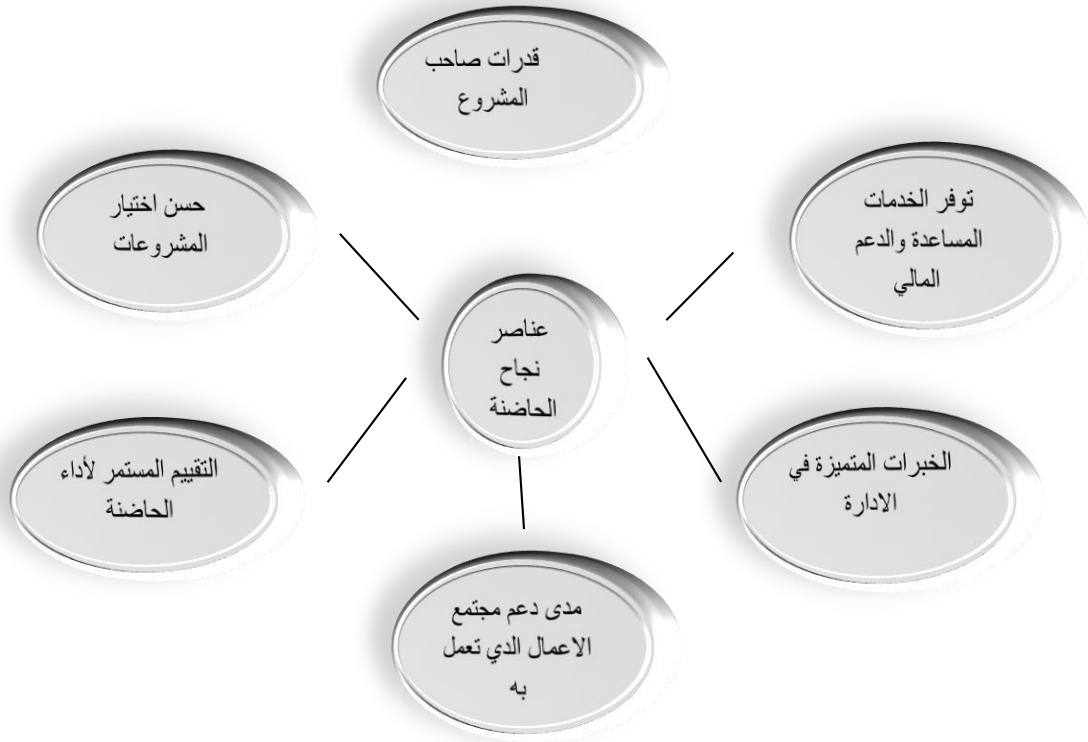 قدرات صاحب
المشروع
توفر الخدمات
المساعدة والدعم
المالي
حسن اختيار
المشروعات
عناصر
نجاح
الحاضنة
الخبرات المتميزة في
الادارة
التقييم المستمر لأداء
الحاضنة
مدى دعم مجتمع
الاعمال الدي تعمل
به